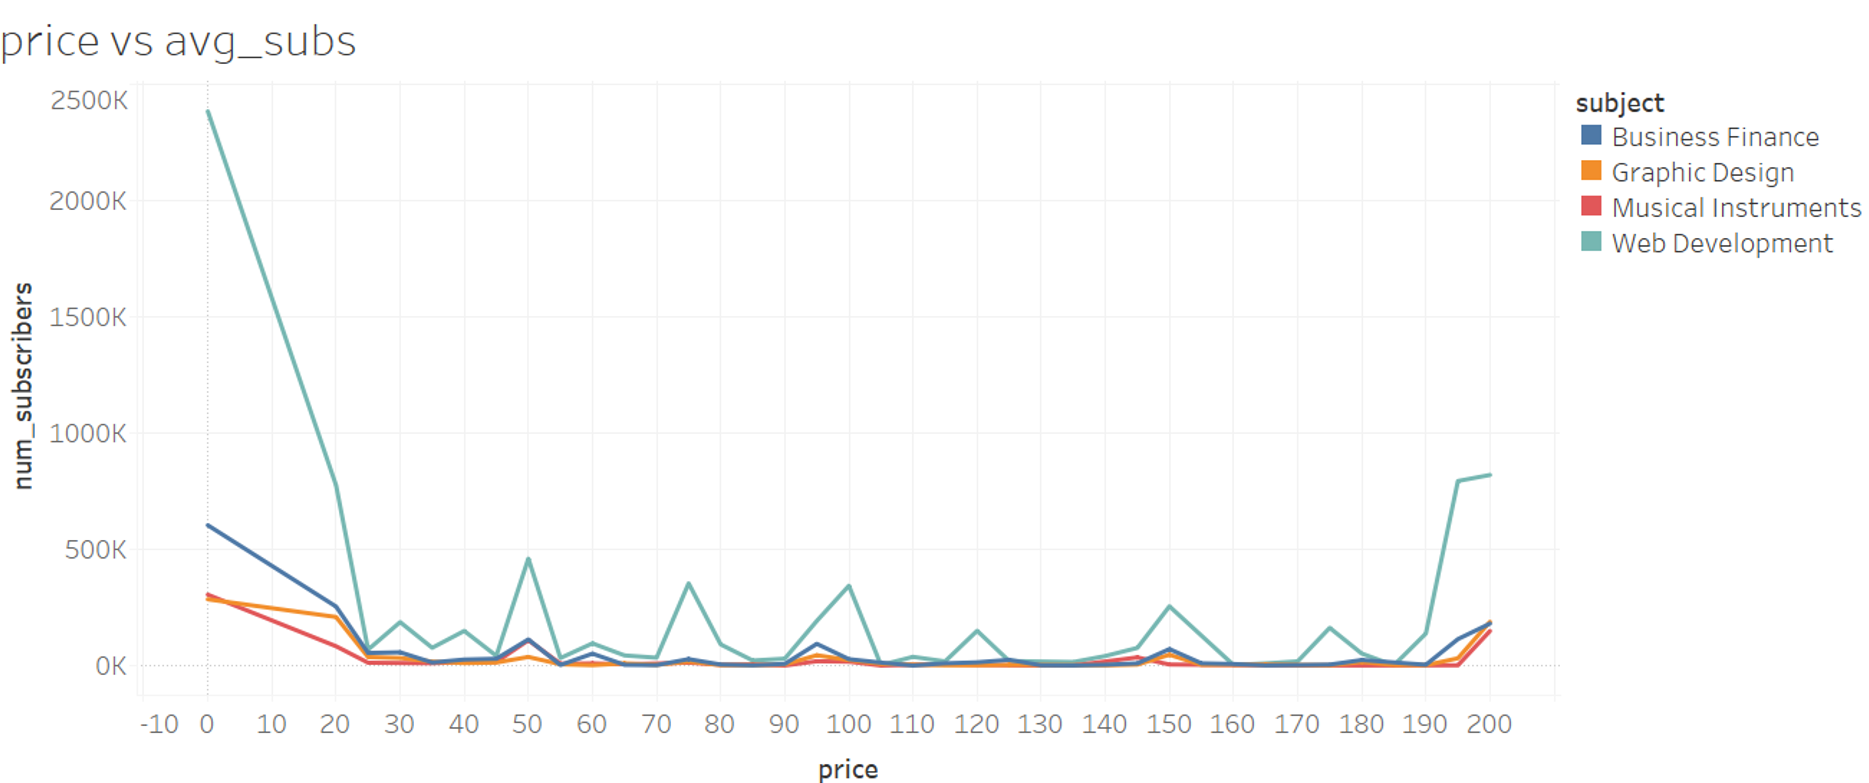 price vs avg_subs
num_subscribers
2500K
2000K
1500K
1000K
500K
0K
-10 0 10 20 30 40 50 60 70 80 90 100 110 120 130 140 150 160 170 180 190 200
price
subject
Business Finance
Graphic Design
Musical Instruments
Web Development